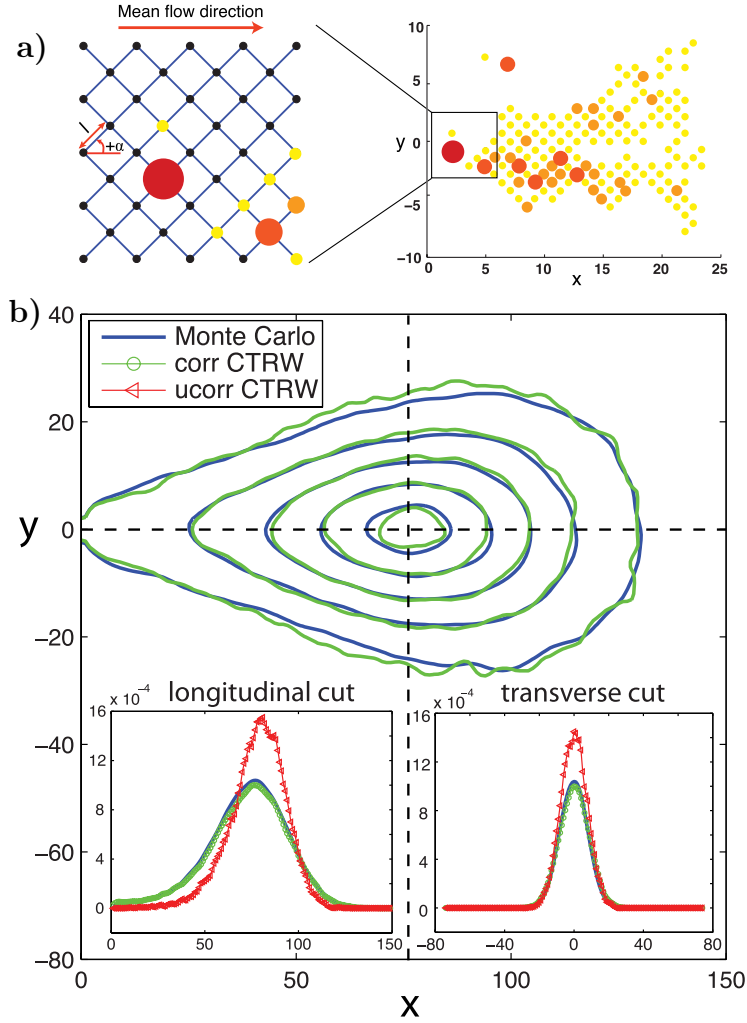 a)
Mean flow direction
l
+α
10
5
y
0
−5
−10
0
5
10
15
20
25
x
b)
40
20
0
−20
−40
−60
−80
y
Monte Carlo
corr CTRW
ucorr CTRW
x 10⁻⁴
longitudinal cut
16
12
8
4
0
0
50
100
150
x 10⁻⁴
transverse cut
16
12
8
4
0
−80
−40
0
40
80
0
50
100
150
x